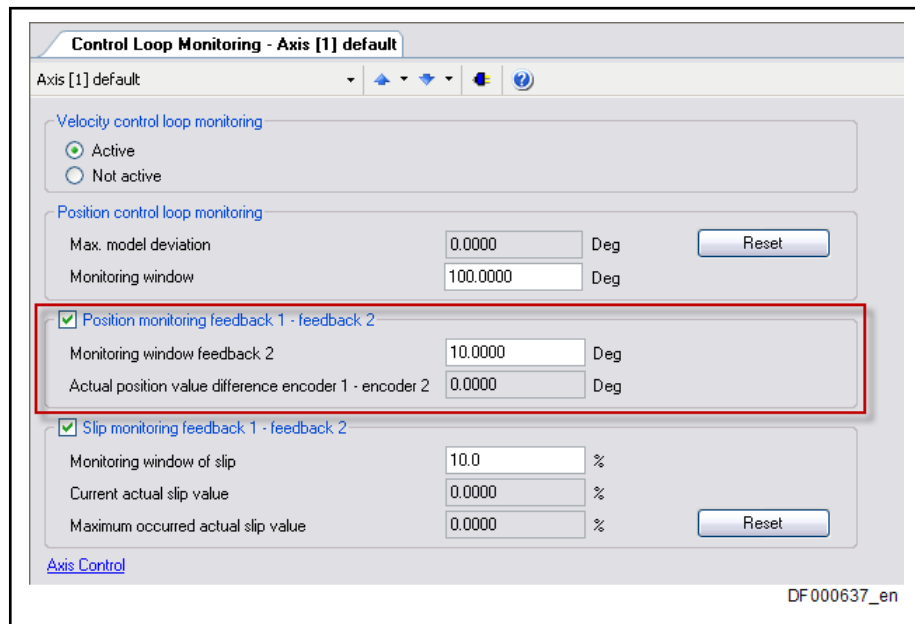 Control Loop Monitoring - Axis [1] default
Axis [1] default
Velocity control loop monitoring
Active
Not active
Position control loop monitoring
Max. model deviation 0.0000 Deg Reset
Monitoring window 100.0000 Deg
Position monitoring feedback 1 - feedback 2
Monitoring window feedback 2 10.0000 Deg
Actual position value difference encoder 1 - encoder 2 0.0000 Deg
Slip monitoring feedback 1 - feedback 2
Monitoring window of slip 10.0 %
Current actual slip value 0.0000 %
Maximum occurred actual slip value 0.0000 % Reset
Axis Control
DF000637_en